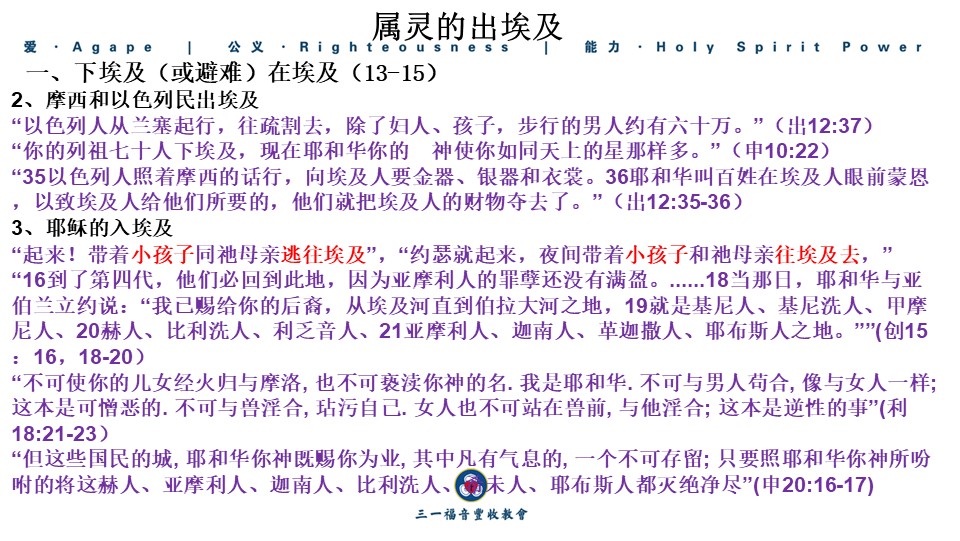 属灵的出埃及
爱 · Agape | 公义 · Righteousness | 能力 · Holy Spirit Power
一、下埃及（或避难）在埃及（13-15）
2、摩西和以色列民出埃及
“以色列人从兰塞起行，往疏割去，除了妇人、孩子，步行的男人约有六十万。”（出12:37）
“你的列祖七十人下埃及，现在耶和华你的　神使你如同天上的星那样多。”（申10:22）
“35以色列人照着摩西的话行，向埃及人要金器、银器和衣裳。36耶和华叫百姓在埃及人眼前蒙恩
，以致埃及人给他们所要的，他们就把埃及人的财物夺去了。”（出12:35-36）
3、耶稣的入埃及
“起来！带着小孩子同祂母亲逃往埃及”，“约瑟就起来，夜间带着小孩子和祂母亲往埃及去，”
“16到了第四代，他们必回到此地，因为亚摩利人的罪孽还没有满盈。......18当那日，耶和华与亚
伯兰立约说：“我已赐给你的后裔，从埃及河直到伯拉大河之地，19就是基尼人、基尼洗人、甲摩
尼人、20赫人、比利洗人、利乏音人、21亚摩利人、迦南人、革迦撒人、耶布斯人之地。””(创15
：16，18-20）
“不可使你的儿女经火归与摩洛, 也不可亵渎你神的名. 我是耶和华. 不可与男人苟合, 像与女人一样;
这本是可憎恶的. 不可与兽淫合, 玷污自己. 女人也不可站在兽前, 与他淫合; 这本是逆性的事”(利
18:21-23）
“但这些国民的城, 耶和华你神既赐你为业, 其中凡有气息的, 一个不可存留; 只要照耶和华你神所吩
咐的将这赫人、亚摩利人、迦南人、比利洗人、未人、耶布斯人都灭绝净尽”(申20:16-17)
三一福音豐收教會